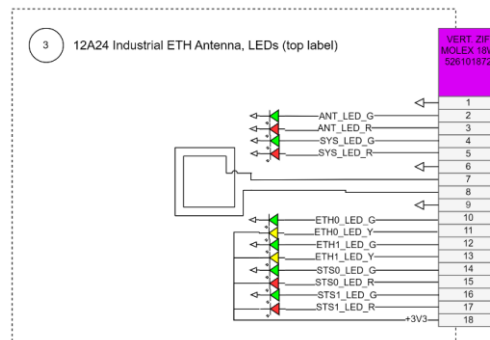 3 12A24 Industrial ETH Antenna, LEDs (top label)
VERT. ZIF
MOLEX 18W
526101872
1
ANT_LED_G 2
ANT_LED_R 3
SYS_LED_G 4
SYS_LED_R 5
6
7
8
9
ETH0_LED_G 10
ETH0_LED_Y 11
ETH1_LED_G 12
ETH1_LED_Y 13
STS0_LED_G 14
STS0_LED_R 15
STS1_LED_G 16
STS1_LED_R 17
+3V3 18